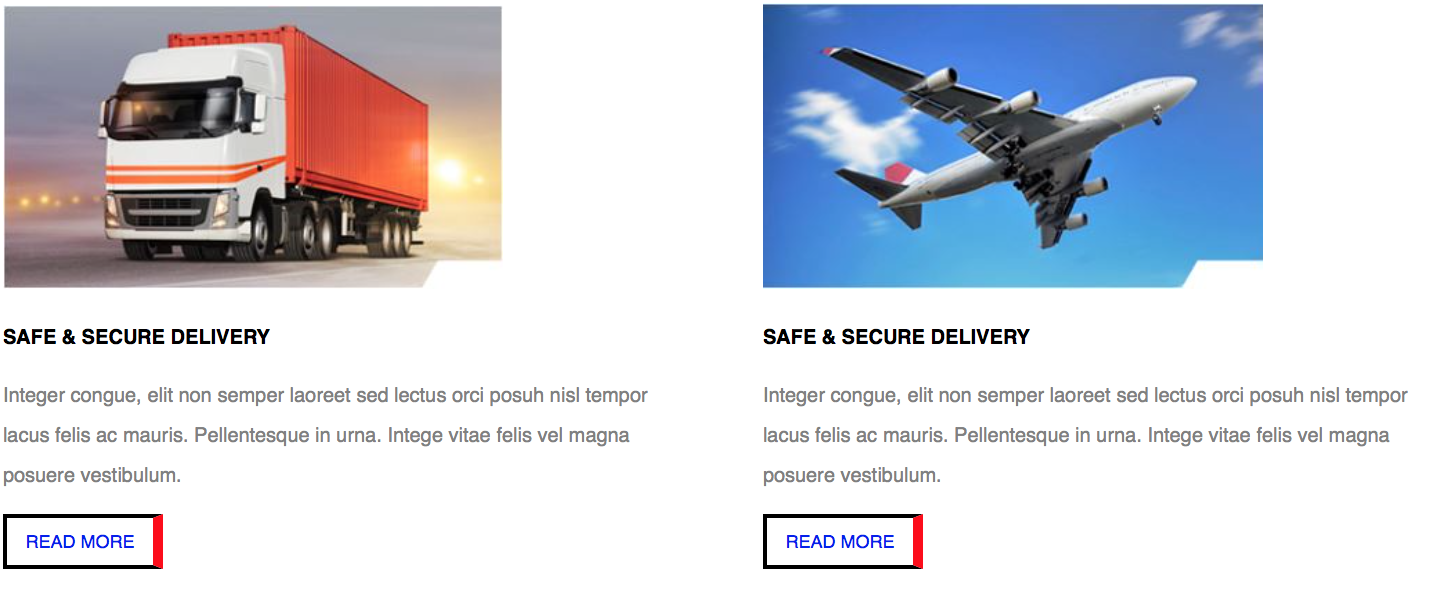 SAFE & SECURE DELIVERY
Integer congue, elit non semper laoreet sed lectus orci posuh nisl tempor
lacus felis ac mauris. Pellentesque in urna. Intege vitae felis vel magna
posuere vestibulum.
READ MORE
SAFE & SECURE DELIVERY
Integer congue, elit non semper laoreet sed lectus orci posuh nisl tempor
lacus felis ac mauris. Pellentesque in urna. Intege vitae felis vel magna
posuere vestibulum.
READ MORE